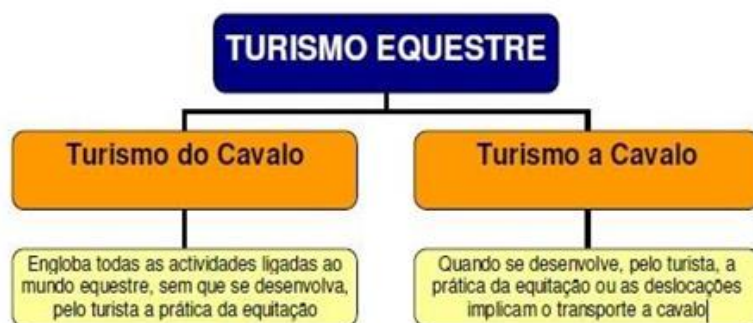 TURISMO EQUESTRE
Turismo do Cavalo
Turismo a Cavalo
Engloba todas as actividades ligadas ao
mundo equestre, sem que se desenvolva,
pelo turista a prática da equitação
Quando se desenvolve, pelo turista, a
prática da equitação ou as deslocações
implicam o transporte a cavalo